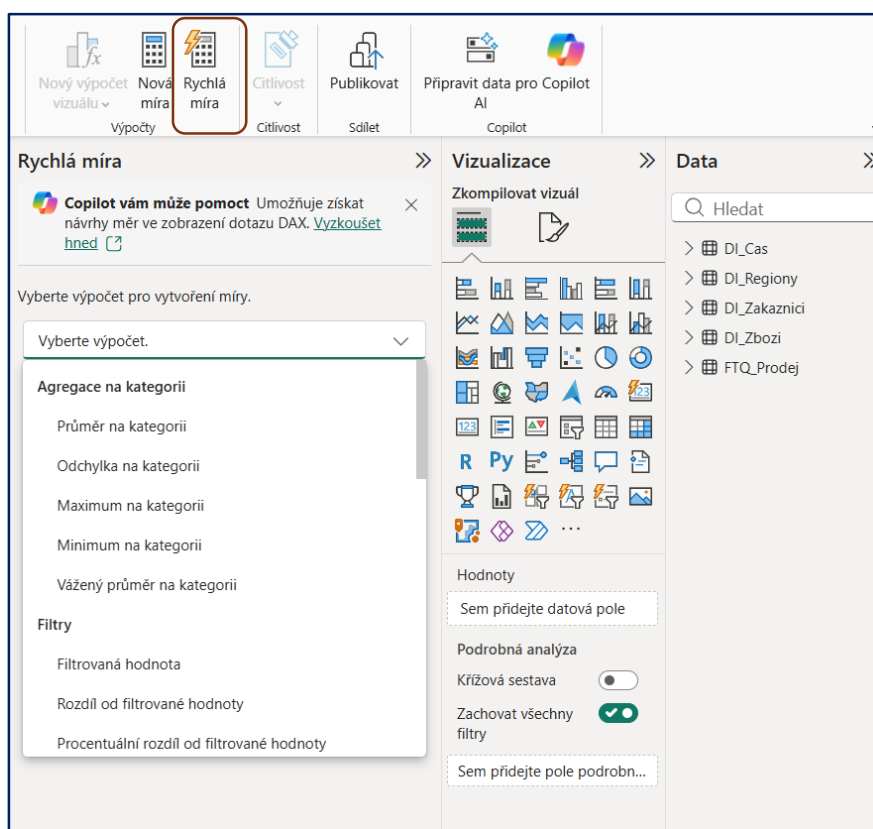 Nový výpočet
vizuálu
Nová
míra
Rychlá
míra
Výpočty
Citlivost
Citlivost
Publikovat
Sdílet
Připravit data pro
AI
Copilot
Copilot
Rychlá míra
Copilot vám může pomoct Umožňuje získat
návrhy měr ve zobrazení dotazu DAX. Vyzkoušet
hned
Vyberte výpočet pro vytvoření míry.
Vyberte výpočet.
Agregace na kategorii
Průměr na kategorii
Odchylka na kategorii
Maximum na kategorii
Minimum na kategorii
Vážený průměr na kategorii
Filtry
Filtrovaná hodnota
Rozdíl od filtrované hodnoty
Procentuální rozdíl od filtrované hodnoty
Vizualizace
Zkompilovat vizuál
123
123
R
Py
Hodnoty
Sem přidejte datová pole
Podrobná analýza
Křížová sestava
Zachovat všechny
filtry
Sem přidejte pole podrobn...
Data
Hledat
DI_Cas
DI_Regiony
DI_Zakaznici
DI_Zbozi
FTQ_Prodej